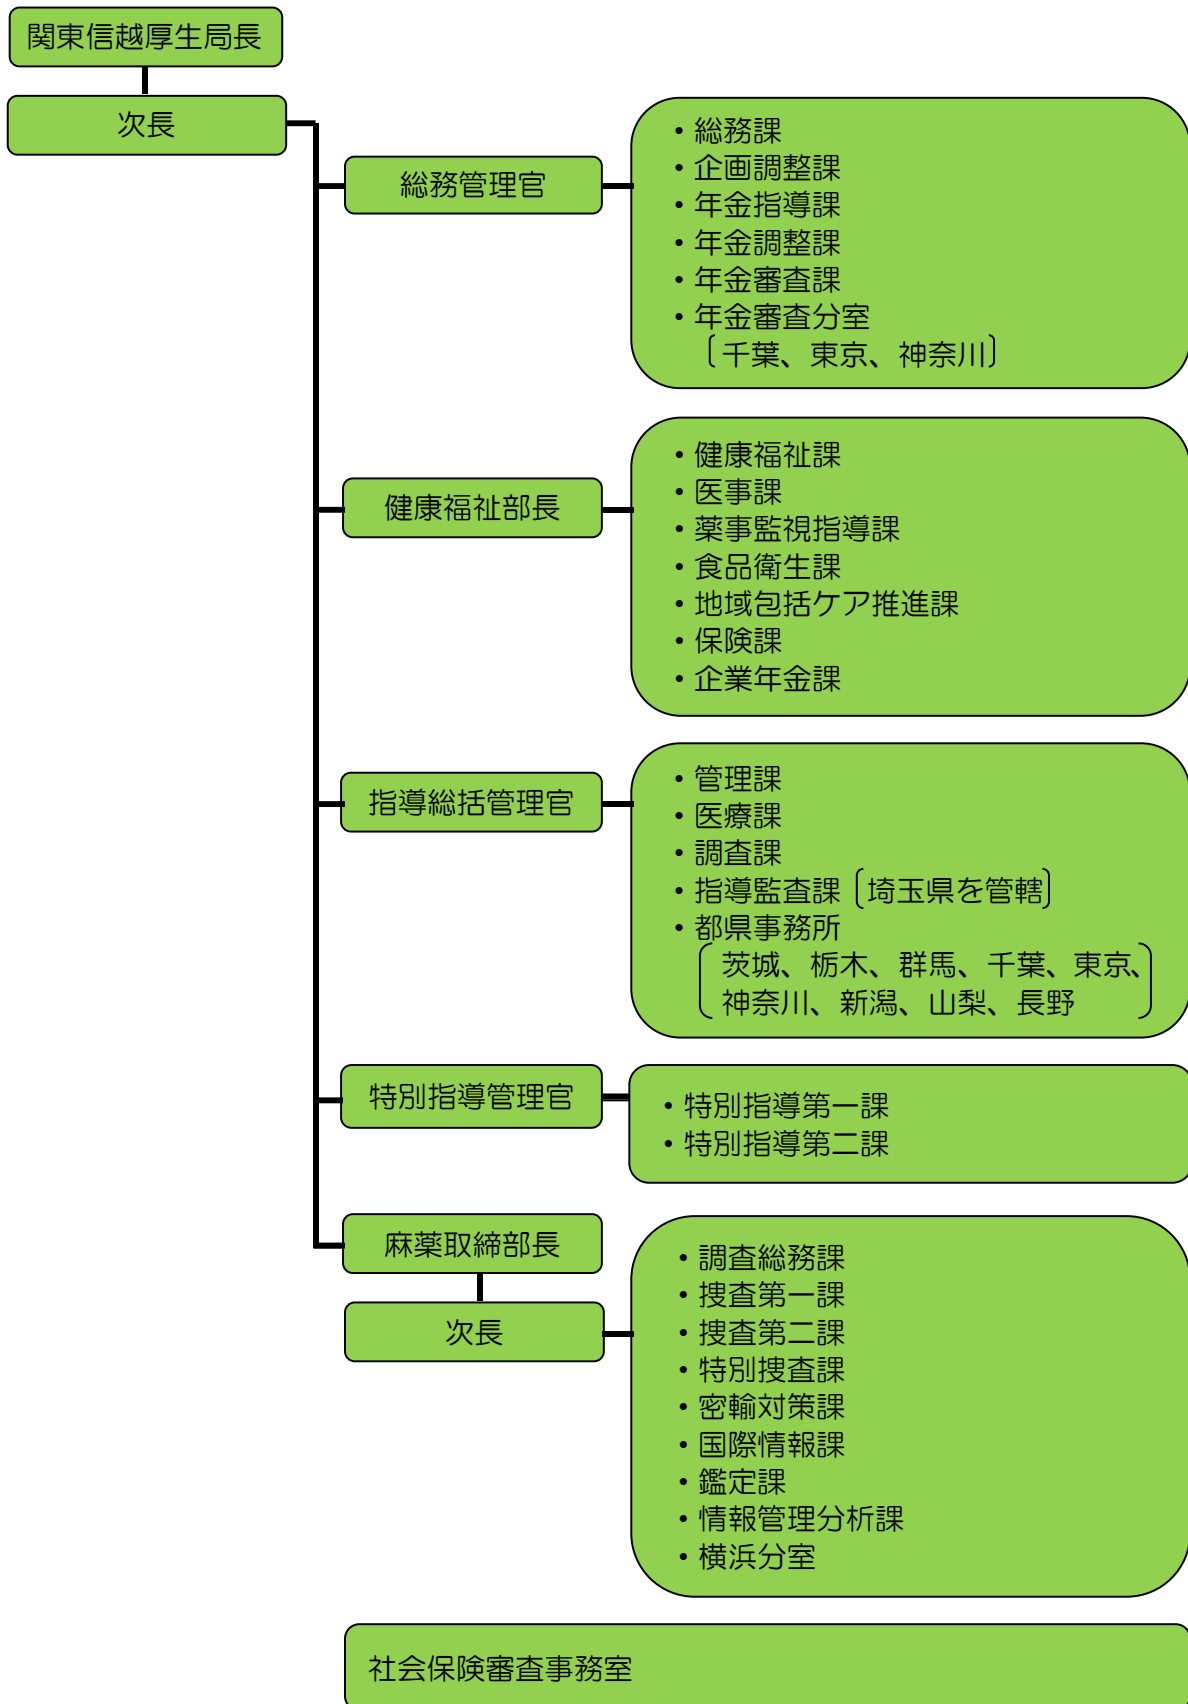 関東信越厚生局長
次長
総務管理官
・総務課
・企画調整課
・年金指導課
・年金調整課
・年金審査課
・年金審査分室
〔千葉、東京、神奈川〕
健康福祉部長
・健康福祉課
・医事課
・薬事監視指導課
・食品衛生課
・地域包括ケア推進課
・保険課
・企業年金課
指導総括管理官
・管理課
・医療課
・調査課
・指導監査課〔埼玉県を管轄〕
・都県事務所
茨城、栃木、群馬、千葉、東京、
神奈川、新潟、山梨、長野
特別指導管理官
・特別指導第一課
・特別指導第二課
麻薬取締部長
次長
・調査総務課
・捜査第一課
・捜査第二課
・特別捜査課
・密輸対策課
・国際情報課
・鑑定課
・情報管理分析課
・横浜分室
社会保険審査事務室